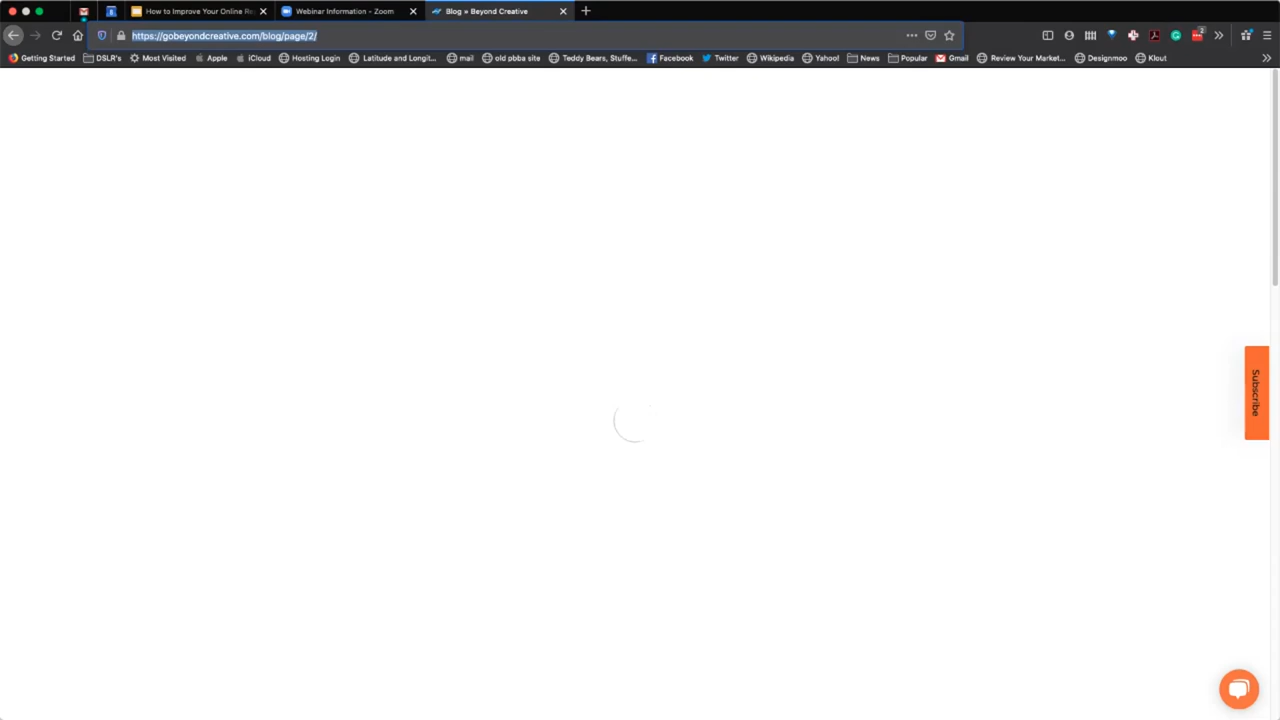 How to Improve Your Online Re
Webinar Information - Zoom
Blog » Beyond Creative
https://gobeyondcreative.com/blog/page/2/
Getting Started
DSLR's
Most Visited
Apple
iCloud
Hosting Login
Latitude and Longit...
mail
old pbba site
Teddy Bears, Stuffe...
Facebook
Twitter
Wikipedia
Yahoo!
News
Popular
Gmail
Review Your Market...
Designmoo
Klout
Subscribe